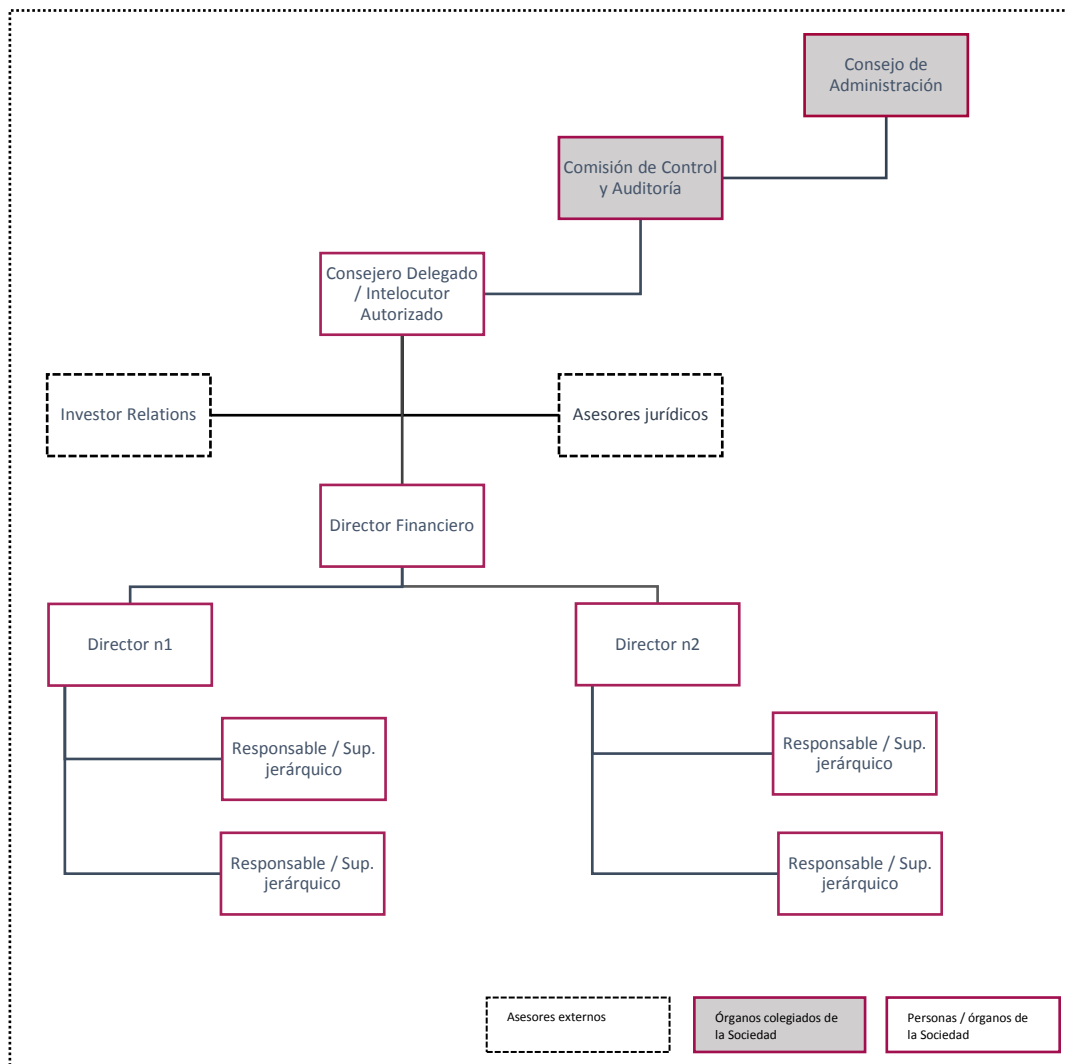 Consejo de
Administración
Comisión de Control
y Auditoría
Consejero Delegado
/ Intelocutor
Autorizado
Investor Relations
Asesores jurídicos
Director Financiero
Director n1
Director n2
Responsable / Sup.
jerárquico
Responsable / Sup.
jerárquico
Responsable / Sup.
jerárquico
Responsable / Sup.
jerárquico
Asesores externos
Órganos colegiados de
la Sociedad
Personas / órganos de
la Sociedad